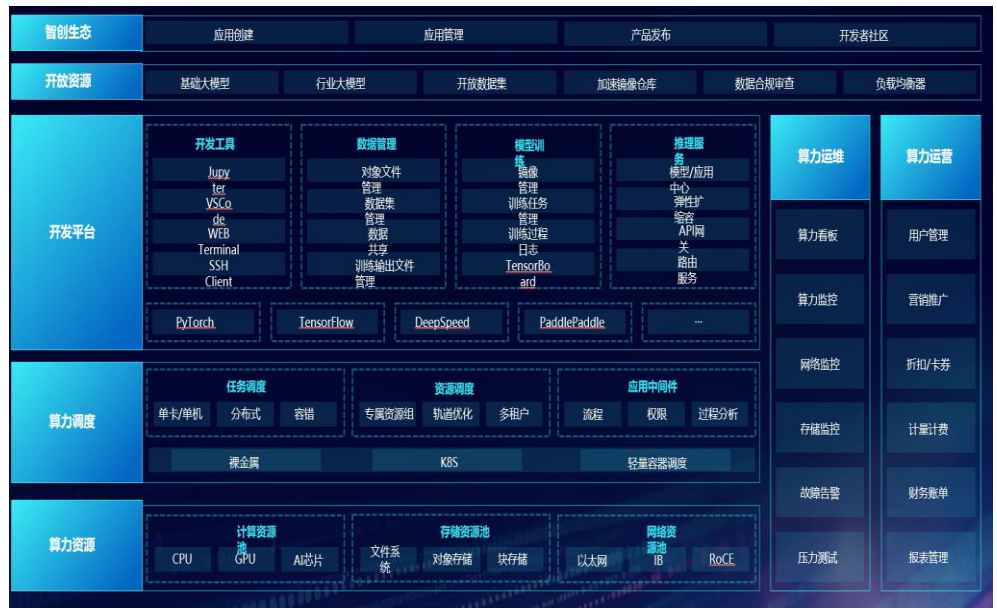 智创生态
应用创建
应用管理
产品发布
开发者社区
开放资源
基础大模型
行业大模型
开放数据集
加速镜像仓库
数据合规审查
负载均衡器
开发平台
开发工具
Jupy
ter
VSCo
de
WEB
Terminal
SSH
Client
数据管理
对象文件
管理
数据集
管理
数据
共享
训练输出文件
管理
模型训
练
镜像
管理
训练任务
管理
训练过程
日志
TensorBo
ard
推理服
务
模型/应用
中心
弹性扩
缩容
API网
关
路由
服务
PyTorch
TensorFlow
DeepSpeed
PaddlePaddle
...
算力调度
任务调度
单卡/单机
分布式
容错
资源调度
专属资源组
轨道优化
多租户
应用中间件
流程
权限
过程分析
裸金属
K8S
轻量容器调度
算力资源
计算资源
池
CPU
GPU
AI芯片
存储资源池
文件系
统
对象存储
块存储
网络资
源池
以太网
IB
RoCE
算力运维
算力看板
算力监控
网络监控
存储监控
故障告警
压力测试
算力运营
用户管理
营销推广
折扣/卡券
计量计费
财务账单
报表管理